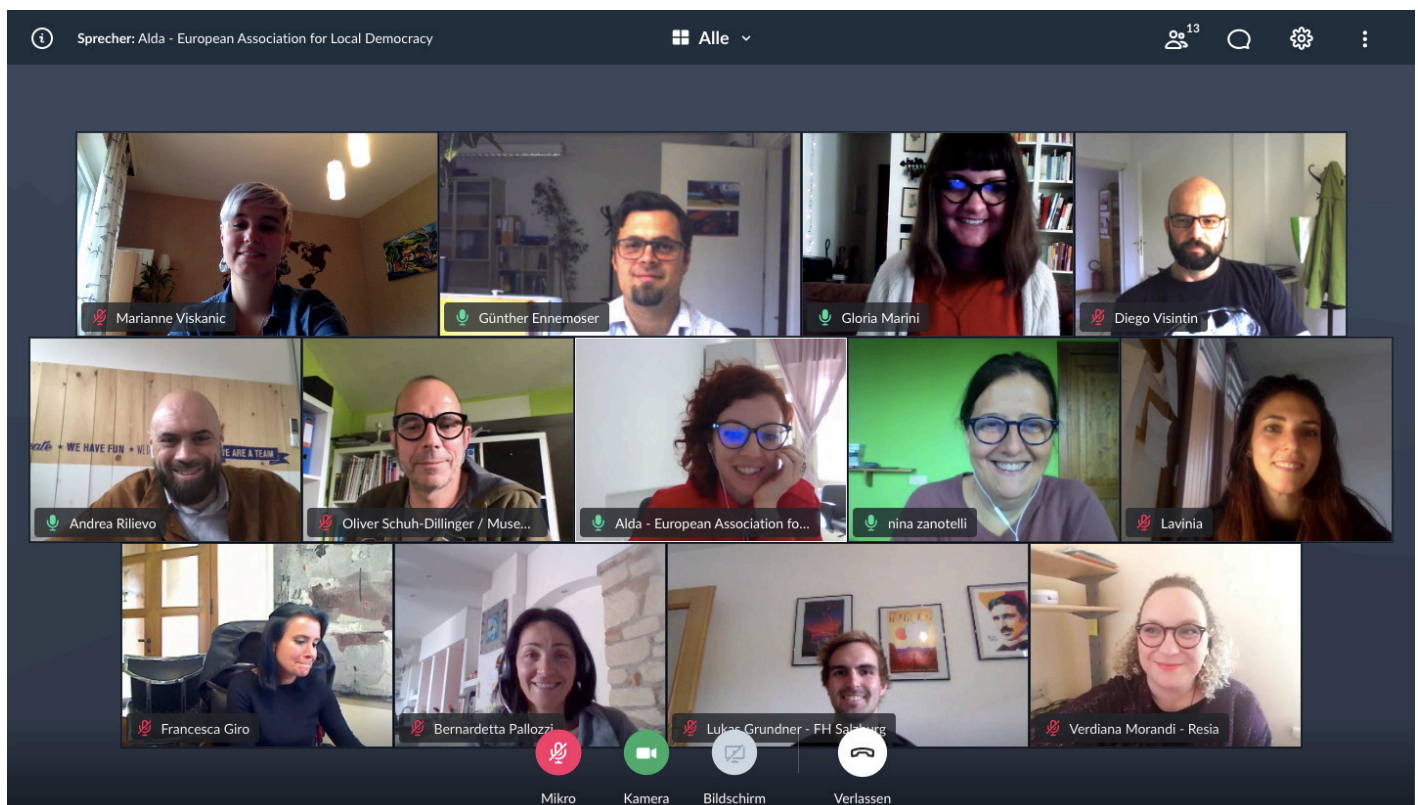 Sprecher: Alda - European Association for Local Democracy
Alle
13
Marianne Viskanic
Günther Ennemoser
Gloria Marini
Diego Visintin
WE HAVE FUN
WE ARE A TEAM
Andrea Rilievo
Oliver Schuh-Dillinger / Muse...
Alda - European Association fo...
nina zanotelli
Lavinia
Francesca Giro
Bernardetta Pallozzi
Lukas Grundner - FH Salzburg
Verdiana Morandi - Resia
Mikro
Kamera
Bildschirm
Verlassen